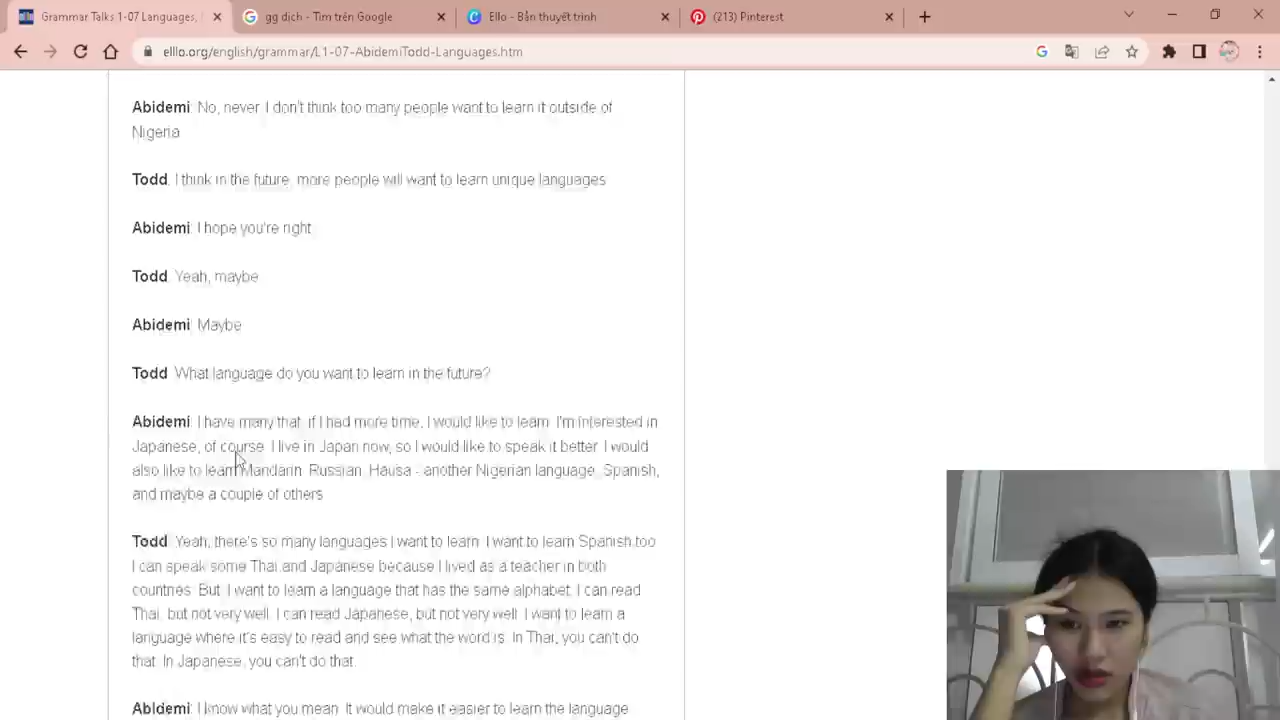 Grammar Talks 1-07 Languages,
gg dịch - Tìm trên Google
Ello - Bản thuyết trình
(213) Pinterest
elllo.org/english/grammar/L1-07-AbidemiTodd-Languages.htm
Abidemi: No, never. I don't think too many people want to learn it outside of
Nigeria.
Todd: I think in the future, more people will want to learn unique languages.
Abidemi: I hope you're right.
Todd: Yeah, maybe.
Abidemi: Maybe.
Todd: What language do you want to learn in the future?
Abidemi: I have many that, if I had more time, I would like to learn. I'm interested in
Japanese, of course. I live in Japan now, so I would like to speak it better. I would
also like to learn Mandarin, Russian, Hausa - another Nigerian language, Spanish,
and maybe a couple of others.
Todd: Yeah, there's so many languages I want to learn. I want to learn Spanish too.
I can speak some Thai and Japanese because I lived as a teacher in both
countries. But, I want to learn a language that has the same alphabet. I can read
Thai, but not very well. I can read Japanese, but not very well. I want to learn a
language where it's easy to read and see what the word is. In Thai, you can't do
that. In Japanese, you can't do that.
Abidemi: I know what you mean. It would make it easier to learn the language